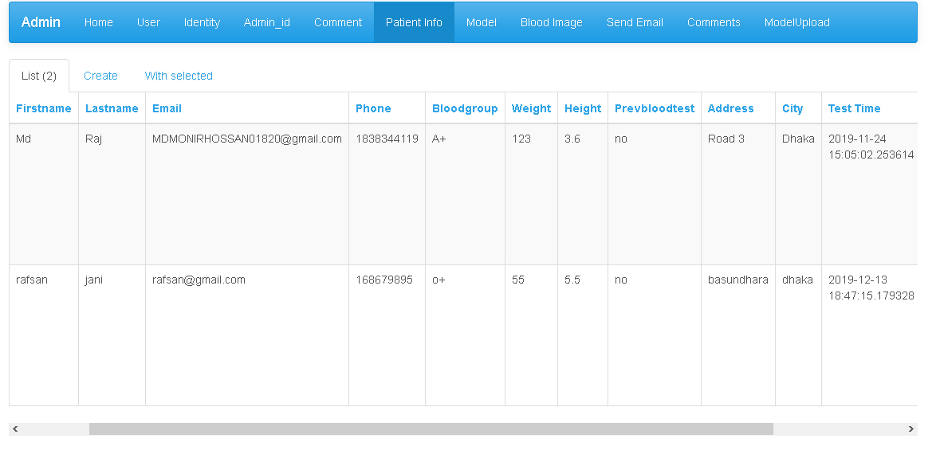 Admin Home User Identity Admin_id Comment Patient Info Model Blood Image Send Email Comments ModelUpload
List (2) Create With selected
Firstname Lastname Email Phone Bloodgroup Weight Height Prevbloodtest Address City Test Time
Md Raj MDMONIRHOSSAN01820@gmail.com 1838344119 A+ 123 3.6 no Road 3 Dhaka 2019-11-24
15:05:02.253614
rafsan jani rafsan@gmail.com 168679895 o+ 55 5.5 no basundhara dhaka 2019-12-13
18:47:15.179328